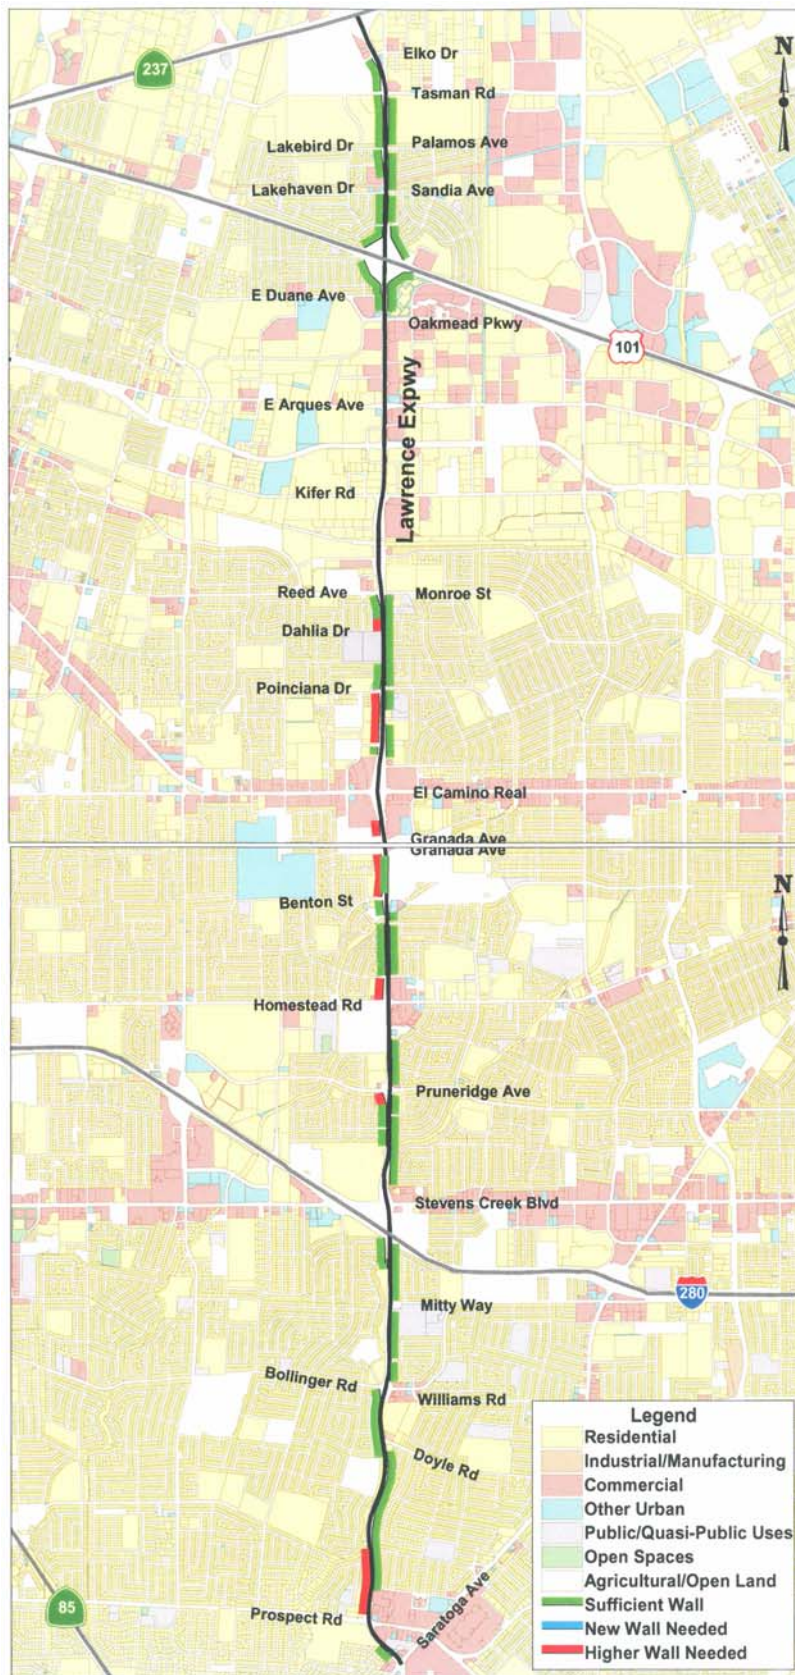 Elko Dr
N
237
Tasman Rd
Lakebird Dr
Palamos Ave
Lakehaven Dr
Sandia Ave
E Duane Ave
Oakmead Pkwy
101
Lawrence Expwy
E Arques Ave
Kifer Rd
Reed Ave
Monroe St
Dahlia Dr
Poinciana Dr
El Camino Real
Granada Ave
Granada Ave
N
Benton St
Homestead Rd
Pruneridge Ave
Stevens Creek Blvd
280
Mitty Way
Bollinger Rd
Williams Rd
Doyle Rd
85
Prospect Rd
Saratoga Ave
Legend
Residential
Industrial/Manufacturing
Commercial
Other Urban
Public/Quasi-Public Uses
Open Spaces
Agricultural/Open Land
Sufficient Wall
New Wall Needed
Higher Wall Needed